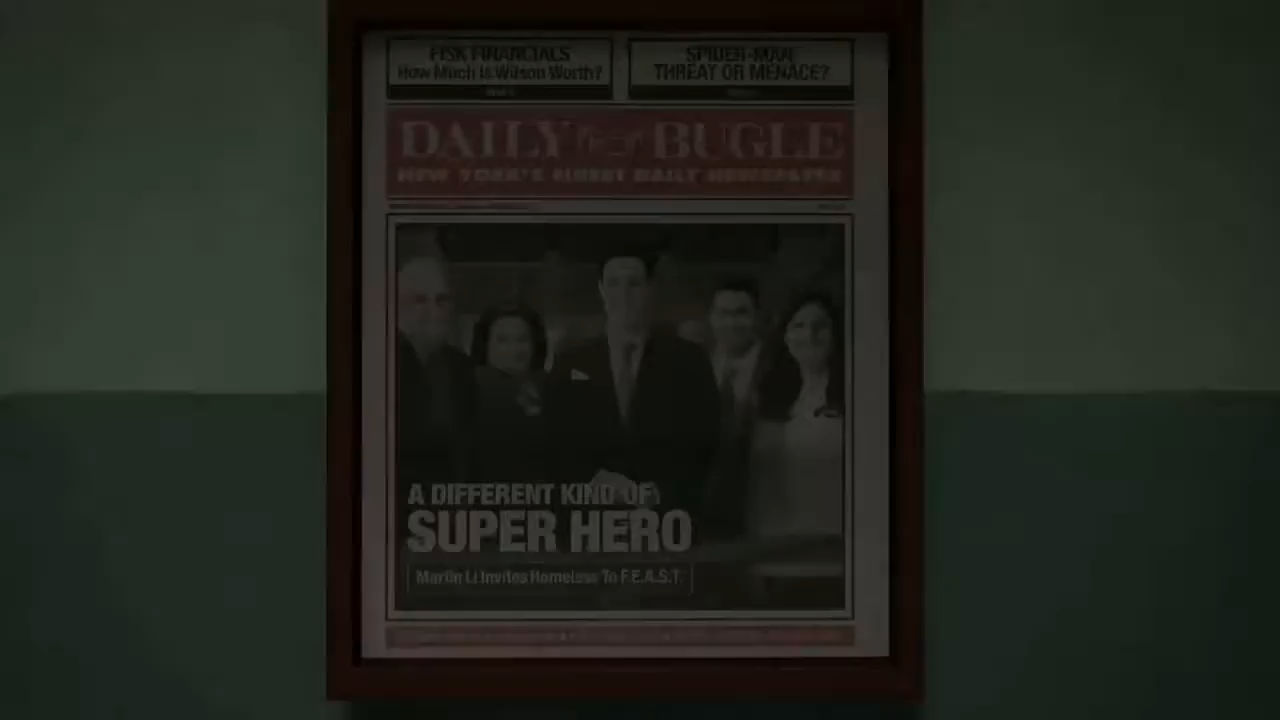 FISK FINANCIALS
How Much Is Wilson Worth?
SPIDER-MAN
THREAT OR MENACE?
DAILY BUGLE
NEW YORK'S FINEST DAILY NEWSPAPER
A DIFFERENT KIND OF
SUPER HERO
Martin Li Invites Homeless To F.E.A.S.T.